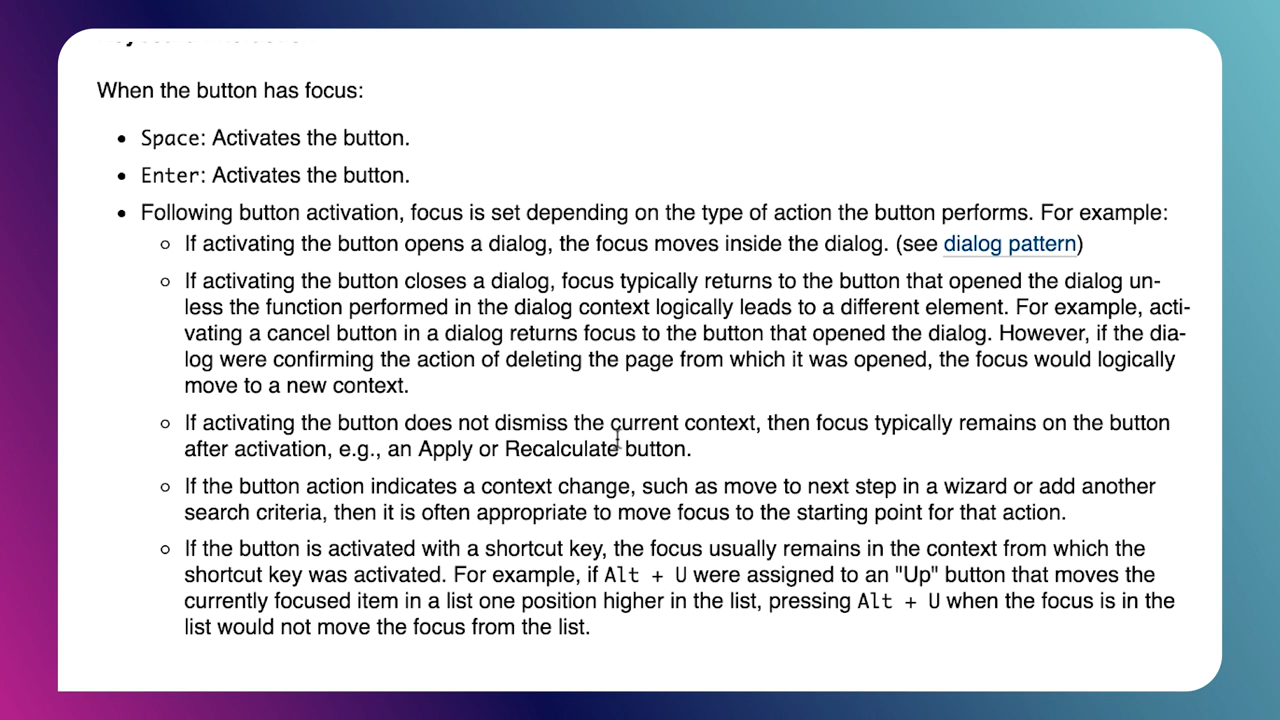 When the button has focus:
Space: Activates the button.
Enter: Activates the button.
Following button activation, focus is set depending on the type of action the button performs. For example:
If activating the button opens a dialog, the focus moves inside the dialog. (see dialog pattern)
If activating the button closes a dialog, focus typically returns to the button that opened the dialog un-
less the function performed in the dialog context logically leads to a different element. For example, acti-
vating a cancel button in a dialog returns focus to the button that opened the dialog. However, if the dia-
log were confirming the action of deleting the page from which it was opened, the focus would logically
move to a new context.
If activating the button does not dismiss the current context, then focus typically remains on the button
after activation, e.g., an Apply or Recalculate button.
If the button action indicates a context change, such as move to next step in a wizard or add another
search criteria, then it is often appropriate to move focus to the starting point for that action.
If the button is activated with a shortcut key, the focus usually remains in the context from which the
shortcut key was activated. For example, if Alt + U were assigned to an "Up" button that moves the
currently focused item in a list one position higher in the list, pressing Alt + U when the focus is in the
list would not move the focus from the list.